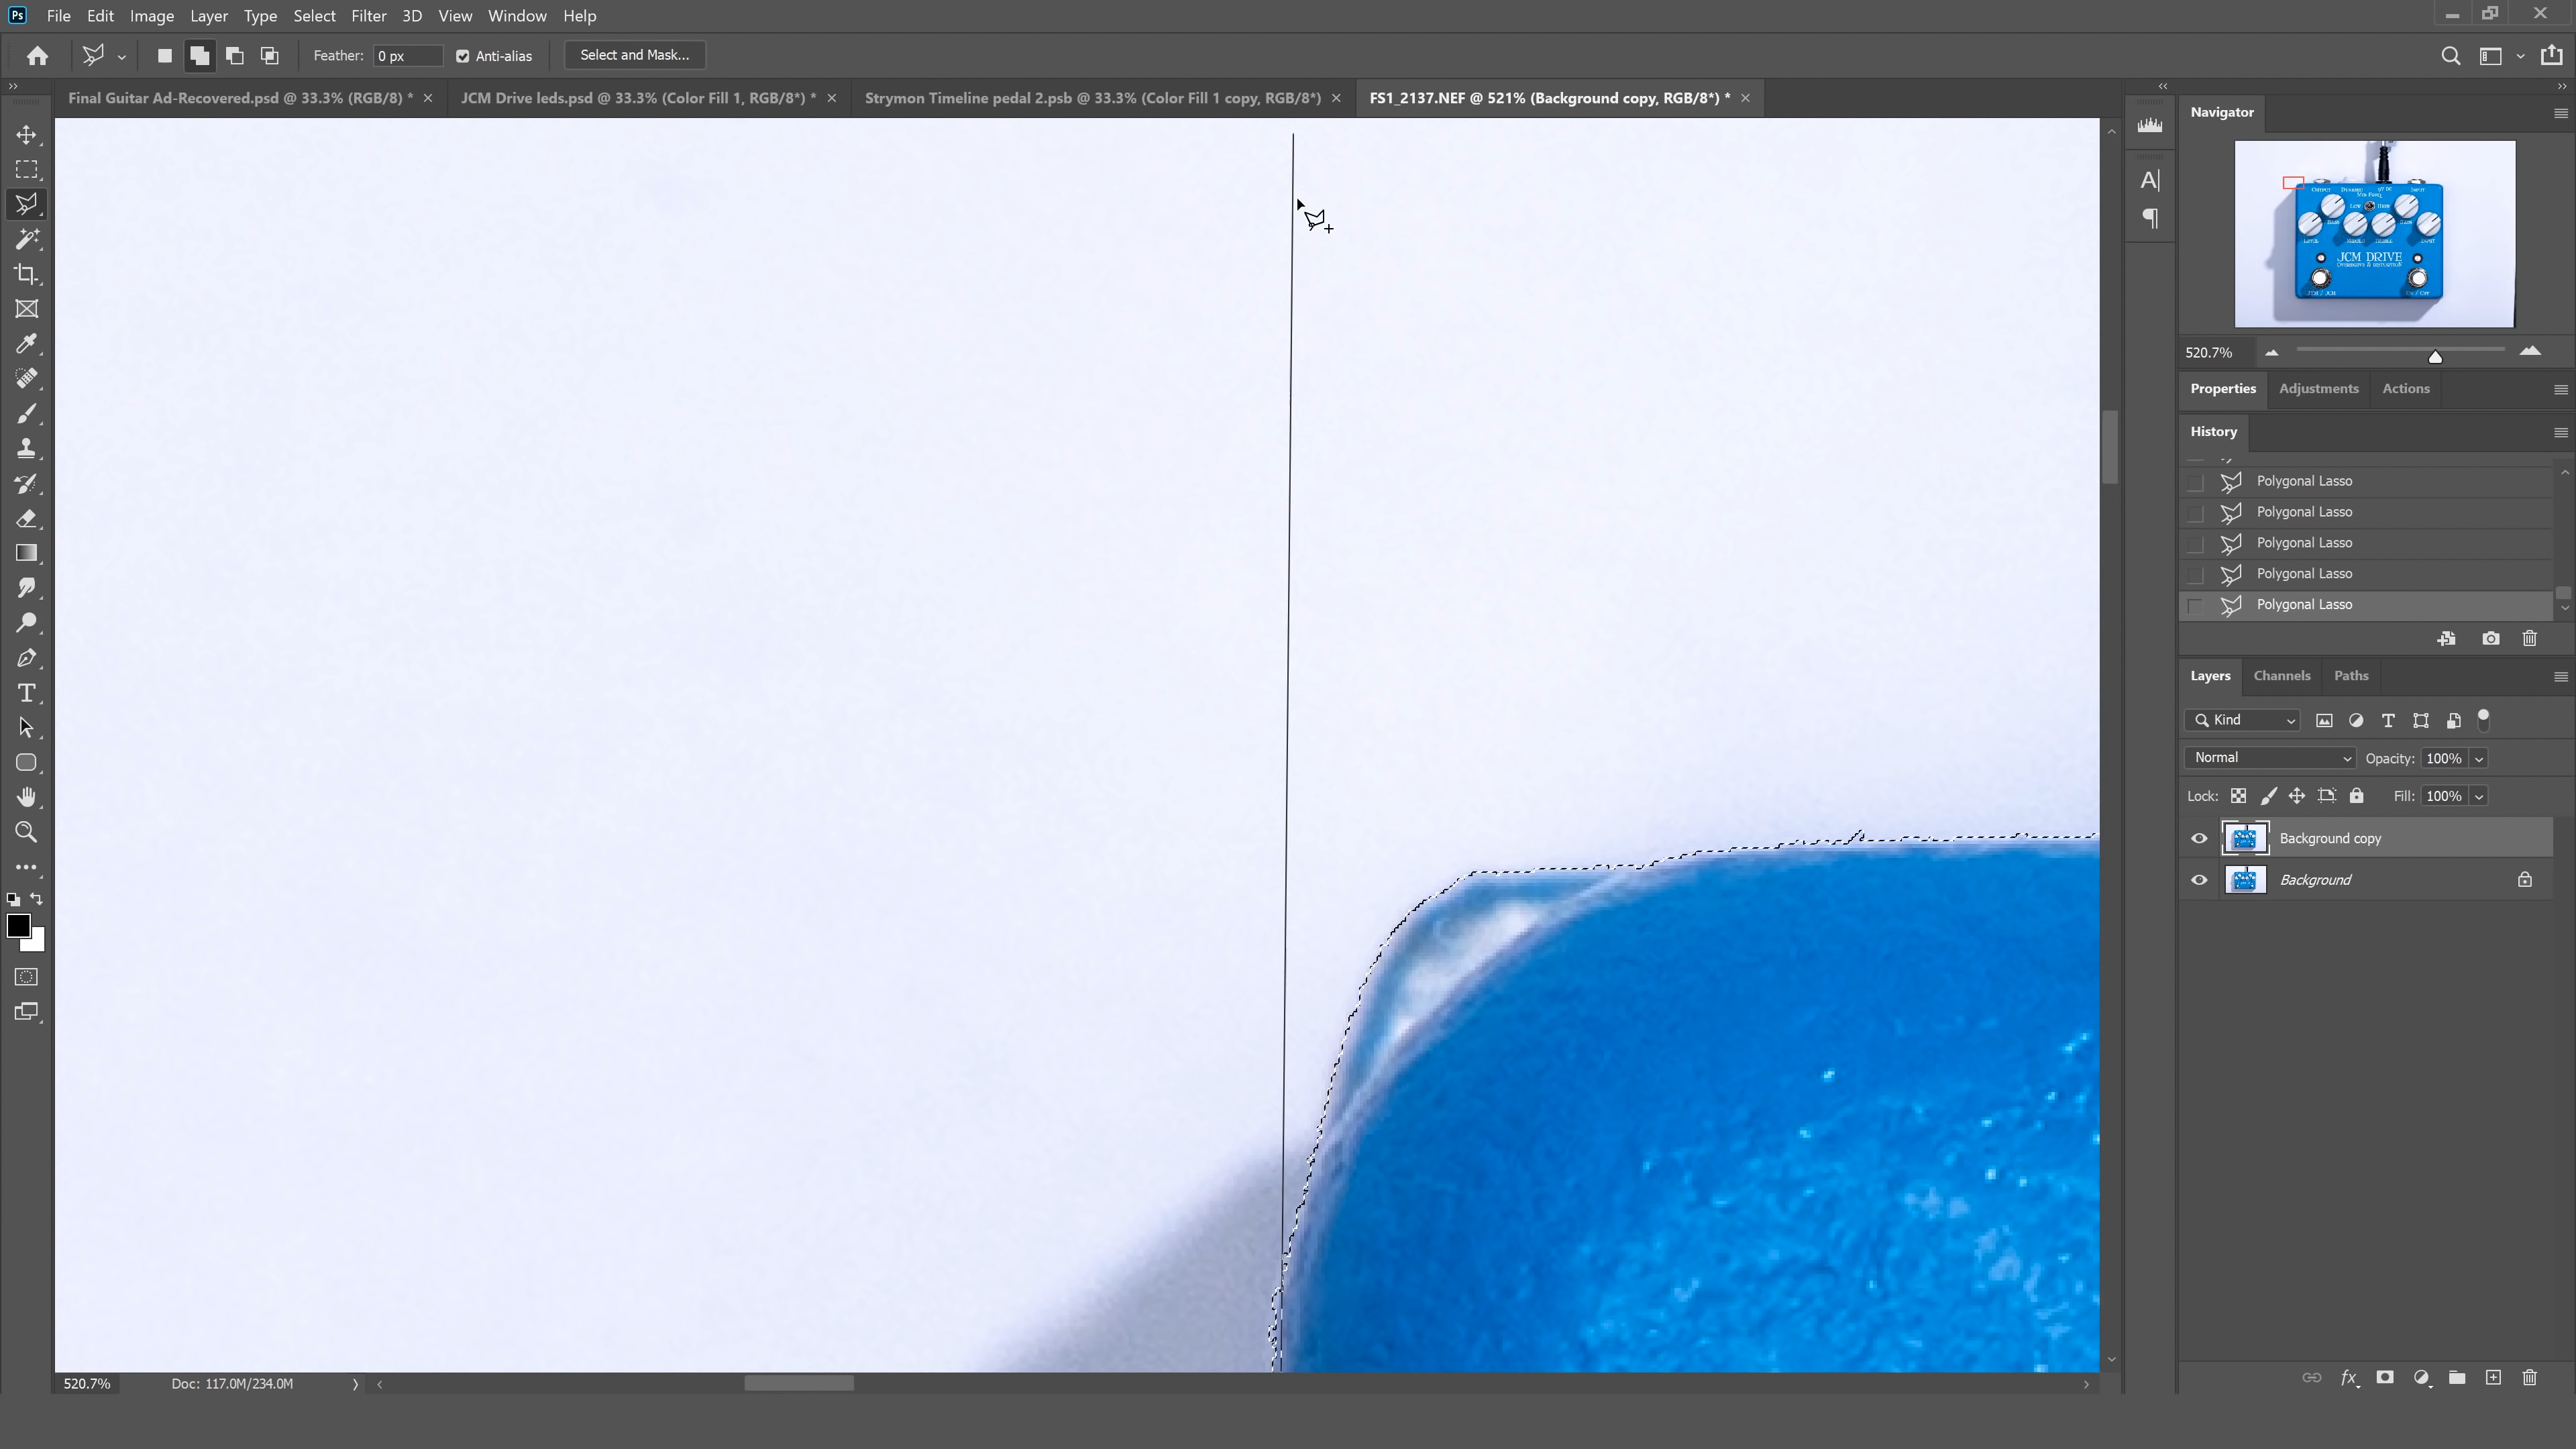 Ps File Edit Image Layer Type Select Filter 3D View Window Help
Feather: 0 px Anti-alias Select and Mask...
Final Guitar Ad-Recovered.psd @ 33.3% (RGB/8) * JCM Drive leds.psd @ 33.3% (Color Fill 1, RGB/8*) * Strymon Timeline pedal 2.psb @ 33.3% (Color Fill 1 copy, RGB/8*) FS1_2137.NEF @ 521% (Background copy, RGB/8*) *
Navigator
JCM DRIVE
520.7%
Properties Adjustments Actions
History
Polygonal Lasso
Polygonal Lasso
Polygonal Lasso
Polygonal Lasso
Polygonal Lasso
Layers Channels Paths
Kind
Normal Opacity: 100%
Lock: Fill: 100%
Background copy
Background
520.7% Doc: 117.0M/234.0M